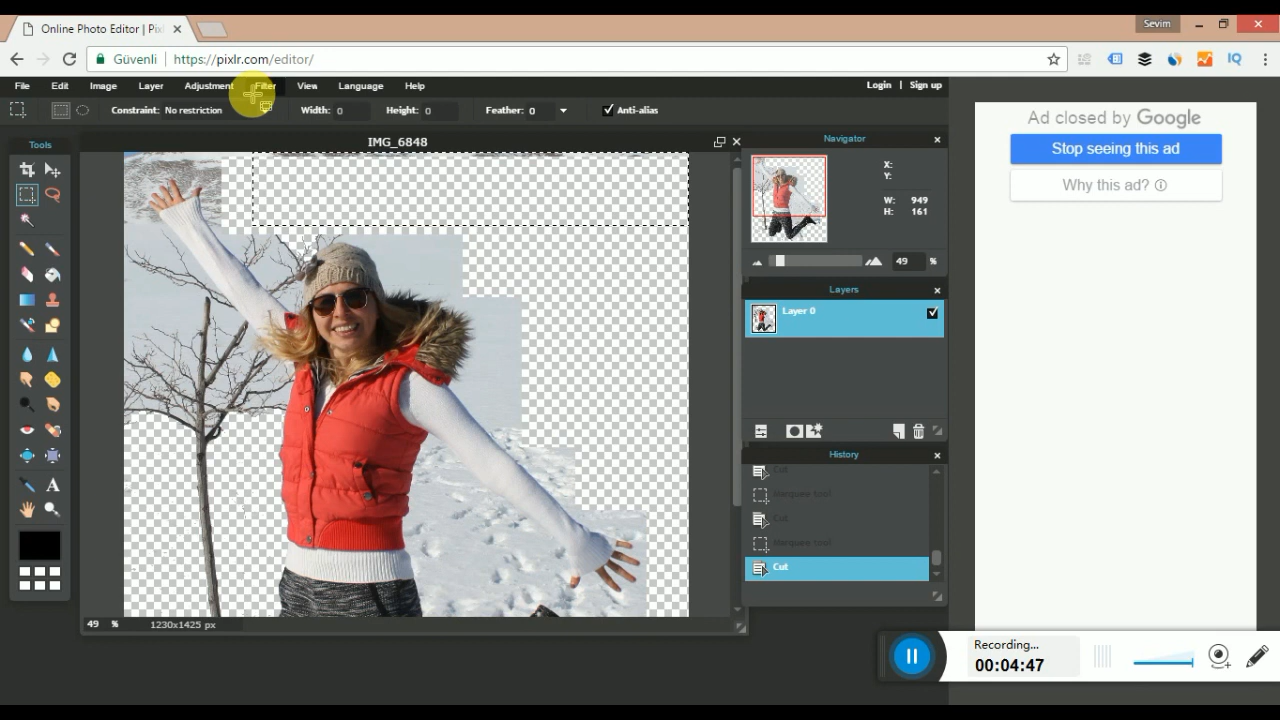 Sevim
Online Photo Editor | Pix
Güvenli https://pixlr.com/editor/
File Edit Image Layer Adjustment Filter View Language Help Login | Sign up
Constraint: No restriction Width: 0 Height: 0 Feather: 0 Anti-alias
Tools
IMG_6848
Navigator
X:
Y:
W: 949
H: 161
49 %
Layers
Layer 0
History
Cut
Marquee tool
Cut
Marquee tool
Cut
49 % 1230x1425 px
Ad closed by Google
Stop seeing this ad
Why this ad?
Recording...
00:04:47